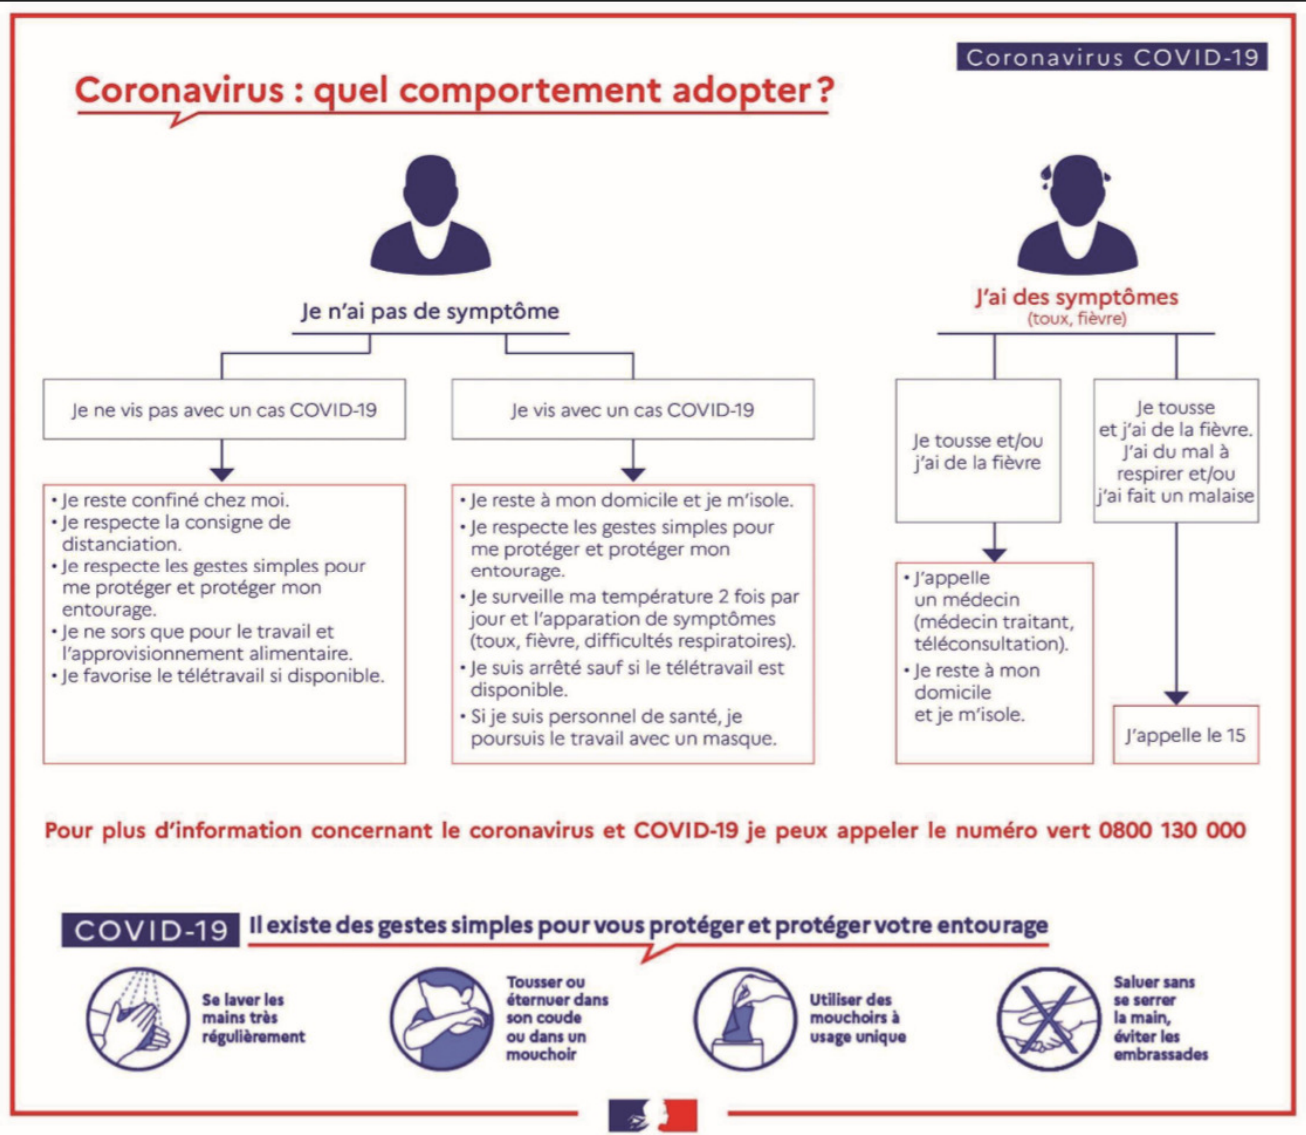 Coronavirus COVID-19
Coronavirus : quel comportement adopter ?
Je n'ai pas de symptôme
J'ai des symptômes
(toux, fièvre)
Je ne vis pas avec un cas COVID-19
Je vis avec un cas COVID-19
Je tousse et/ou
j'ai de la fièvre
Je tousse
et j'ai de la fièvre.
J'ai du mal à
respirer et/ou
j'ai fait un malaise
• Je reste confiné chez moi.
• Je respecte la consigne de
distanciation.
• Je respecte les gestes simples pour
me protéger et protéger mon
entourage.
• Je ne sors que pour le travail et
l'approvisionnement alimentaire.
• Je favorise le télétravail si disponible.
• Je reste à mon domicile et je m'isole.
• Je respecte les gestes simples pour
me protéger et protéger mon
entourage.
• Je surveille ma température 2 fois par
jour et l'apparation de symptômes
(toux, fièvre, difficultés respiratoires).
• Je suis arrêté sauf si le télétravail est
disponible.
• Si je suis personnel de santé, je
poursuis le travail avec un masque.
• J'appelle
un médecin
(médecin traitant,
téléconsultation).
• Je reste à mon
domicile
et je m'isole.
J'appelle le 15
Pour plus d'information concernant le coronavirus et COVID-19 je peux appeler le numéro vert 0800 130 000
COVID-19 Il existe des gestes simples pour vous protéger et protéger votre entourage
Se laver les
mains très
régulièrement
Tousser ou
éternuer dans
son coude
ou dans un
mouchoir
Utiliser des
mouchoirs à
usage unique
Saluer sans
se serrer
la main,
éviter les
embrassades